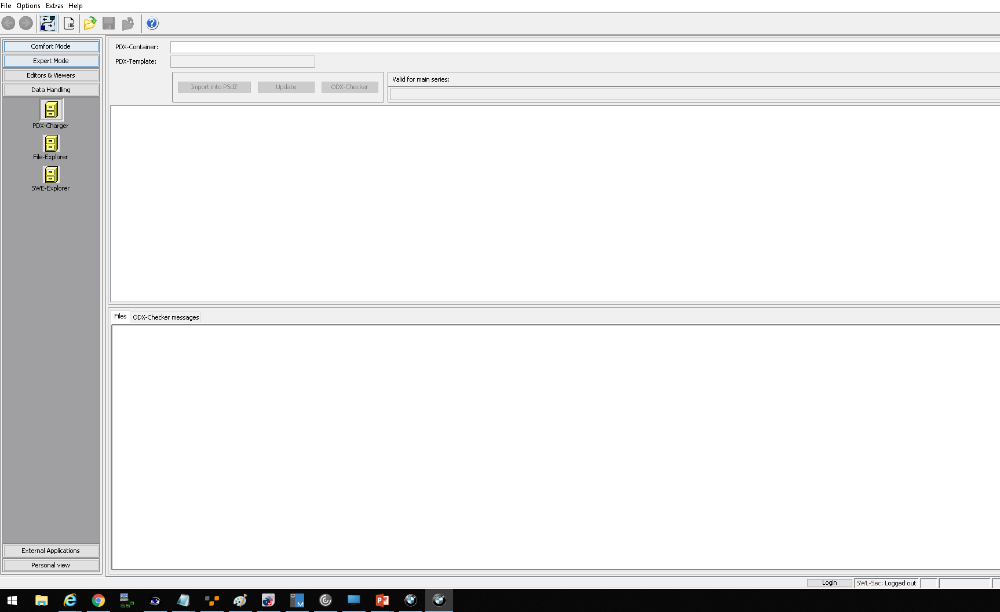 File Options Extras Help
LOG
Comfort Mode
Expert Mode
Editors & Viewers
Data Handling
PDX-Charger
File-Explorer
SWE-Explorer
External Applications
Personal view
PDX-Container:
PDX-Template:
Import into PSdZ Update ODX-Checker
Valid for main series:
Files ODX-Checker messages
Login SWL-Sec: Logged out